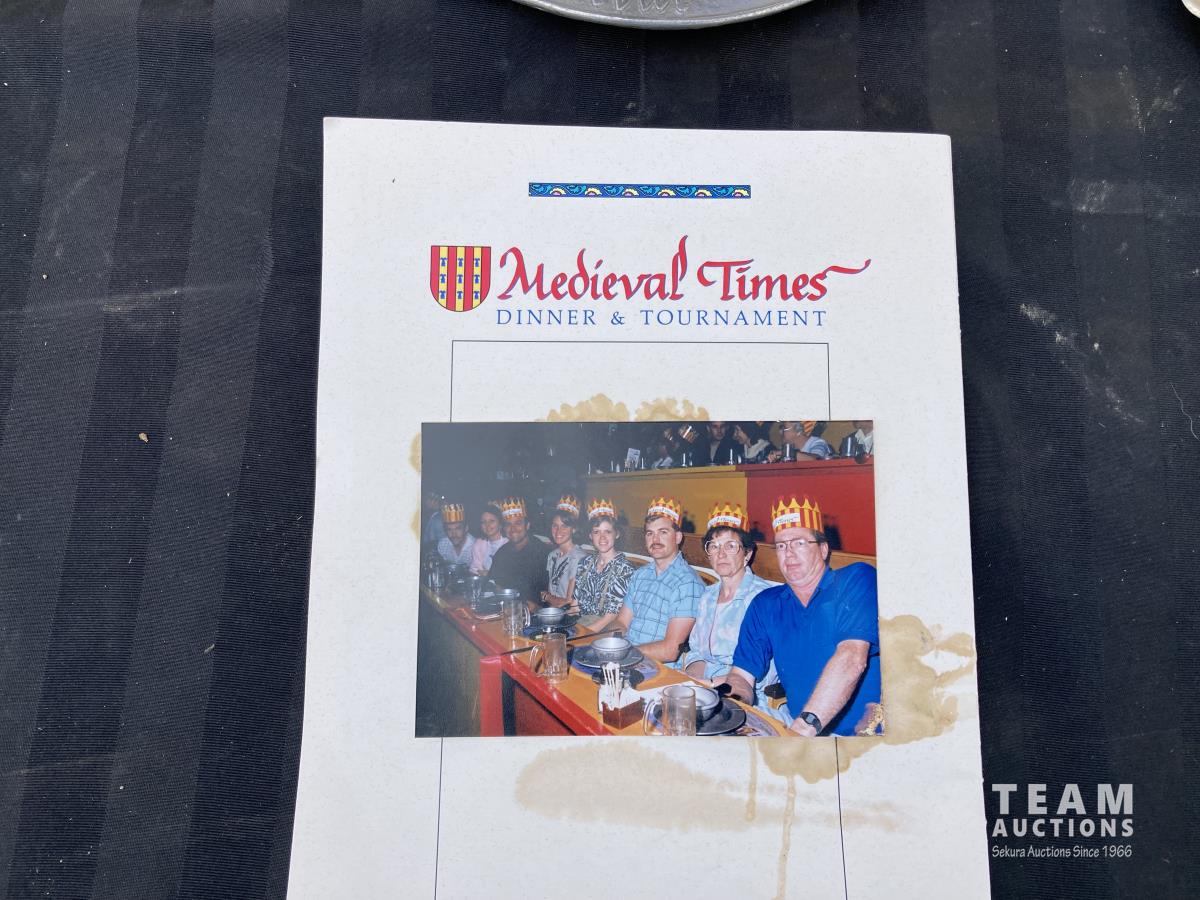 Medieval Times
DINNER & TOURNAMENT
TEAM
AUCTIONS
Sekura Auctions Since 1966